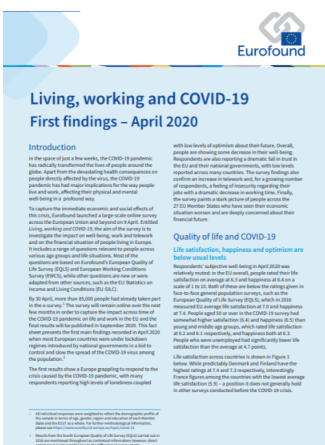 Eurofound
Living, working and COVID-19
First findings – April 2020
Introduction
In the space of just a few weeks, the COVID-19 pandemic
has radically transformed the lives of people around the
globe. Apart from the devastating health consequences on
people directly affected by the virus, the COVID-19
pandemic has had major implications for the way people
live and work, affecting their physical and mental
well-being in a profound way.
To capture the immediate economic and social effects of
this crisis, Eurofound launched a large-scale online survey
across the European Union and beyond on 9 April. Entitled
Living, working and COVID-19, the aim of the survey is to
investigate the impact on well-being, work and telework
and on the financial situation of people living in Europe.
It includes a range of questions relevant to people across
various age groups and life situations. Most of the
questions are based on Eurofound's European Quality of
Life Survey (EQLS) and European Working Conditions
Survey (EWCS), while other questions are new or were
adapted from other sources, such as the EU Statistics on
Income and Living Conditions (EU-SILC).
By 30 April, more than 85,000 people had already taken part
in the e-survey.¹ The survey will remain online over the next
few months in order to capture the impact across time of
the COVID-19 pandemic on life and work in the EU and the
final results will be published in September 2020. This fact
sheet presents the first main findings recorded in April 2020
when most European countries were under lockdown
regimes introduced by national governments in a bid to
control and slow the spread of the COVID-19 virus among
the population.²
The first results show a Europe grappling to respond to the
crisis caused by the COVID-19 pandemic, with many
respondents reporting high levels of loneliness coupled
with low levels of optimism about their future. Overall,
people are showing some decrease in their well-being.
Respondents are also reporting a dramatic fall in trust in
the EU and their national governments, with low levels
reported across many countries. The survey findings also
confirm an increase in telework and, for a growing number
of respondents, a feeling of insecurity regarding their
jobs with a dramatic decrease in working time. Finally,
the survey paints a stark picture of people across the
27 EU Member States who have seen their economic
situation worsen and are deeply concerned about their
financial future.
Quality of life and COVID-19
Life satisfaction, happiness and optimism are
below usual levels
Respondents' subjective well-being in April 2020 was
relatively muted: in the EU overall, people rated their life
satisfaction on average at 6.3 and happiness at 6.4 on a
scale of 1 to 10. Both of these are below the ratings given in
face-to-face general population surveys, such as the
European Quality of Life Survey (EQLS), which in 2016
measured EU average life satisfaction at 7.0 and happiness
at 7.4. People aged 50 or over in the COVID-19 survey had
somewhat higher satisfaction (6.4) and happiness (6.5) than
young and middle age groups, which rated life satisfaction
at 6.2 and 6.1 respectively, and happiness both at 6.3.
People who were unemployed had significantly lower life
satisfaction than the average at 4.7 points.
Life satisfaction across countries is shown in Figure 1
below. While predictably Denmark and Finland have the
highest ratings at 7.4 and 7.3 respectively, interestingly
France figures among the countries with the lowest average
life satisfaction (5.9) – a position it does not generally hold
in other surveys conducted before the COVID-19 crisis.